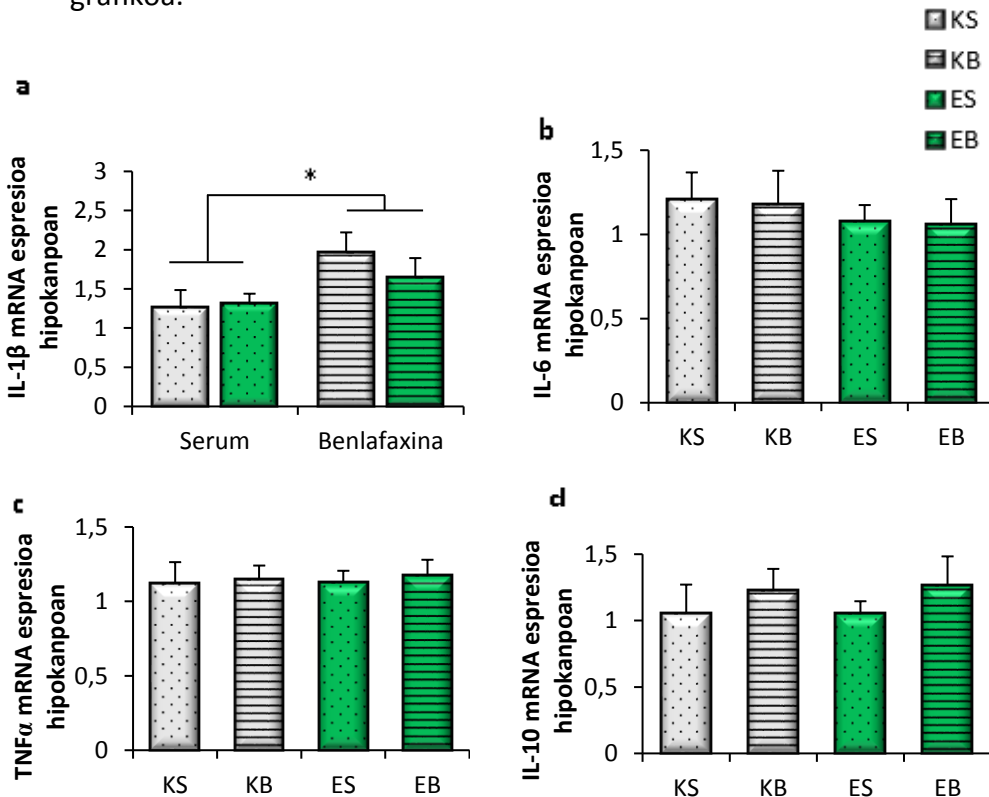 grafikoa.
KS
KB
ES
EB
a
IL-1β mRNA espresioa
hipokanpoan
3
2,5
2
1,5
1
0,5
0
*
Serum
Benlafaxina
b
IL-6 mRNA espresioa
hipokanpoan
1,5
1
0,5
0
KS
KB
ES
EB
c
TNFα mRNA espresioa
hipokanpoan
1,5
1
0,5
0
KS
KB
ES
EB
d
IL-10 mRNA espresioa
hipokanpoan
1,5
1
0,5
0
KS
KB
ES
EB